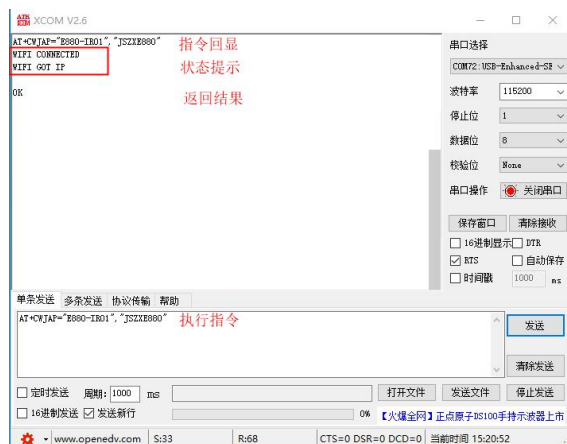 XCOM V2.6
AT+CWJAP="E880-IR01","JSZXE880"
指令回显
WIFI CONNECTED
WIFI GOT IP
状态提示
OK
返回结果
串口选择
COM72:USB-Enhanced-SE
波特率 115200
停止位 1
数据位 8
校验位 None
串口操作 关闭串口
保存窗口 清除接收
16进制显示 DTR
RTS 自动保存
时间戳 1000 ms
单条发送 多条发送 协议传输 帮助
AT+CWJAP="E880-IR01","JSZXE880"
执行指令
发送
清除发送
定时发送 周期: 1000 ms 打开文件 发送文件 停止发送
16进制发送 发送新行 0% 【火爆全网】正点原子DS100手持示波器上市
www.openedv.com S:33 R:68 CTS=0 DSR=0 DCD=0 当前时间 15:20:52